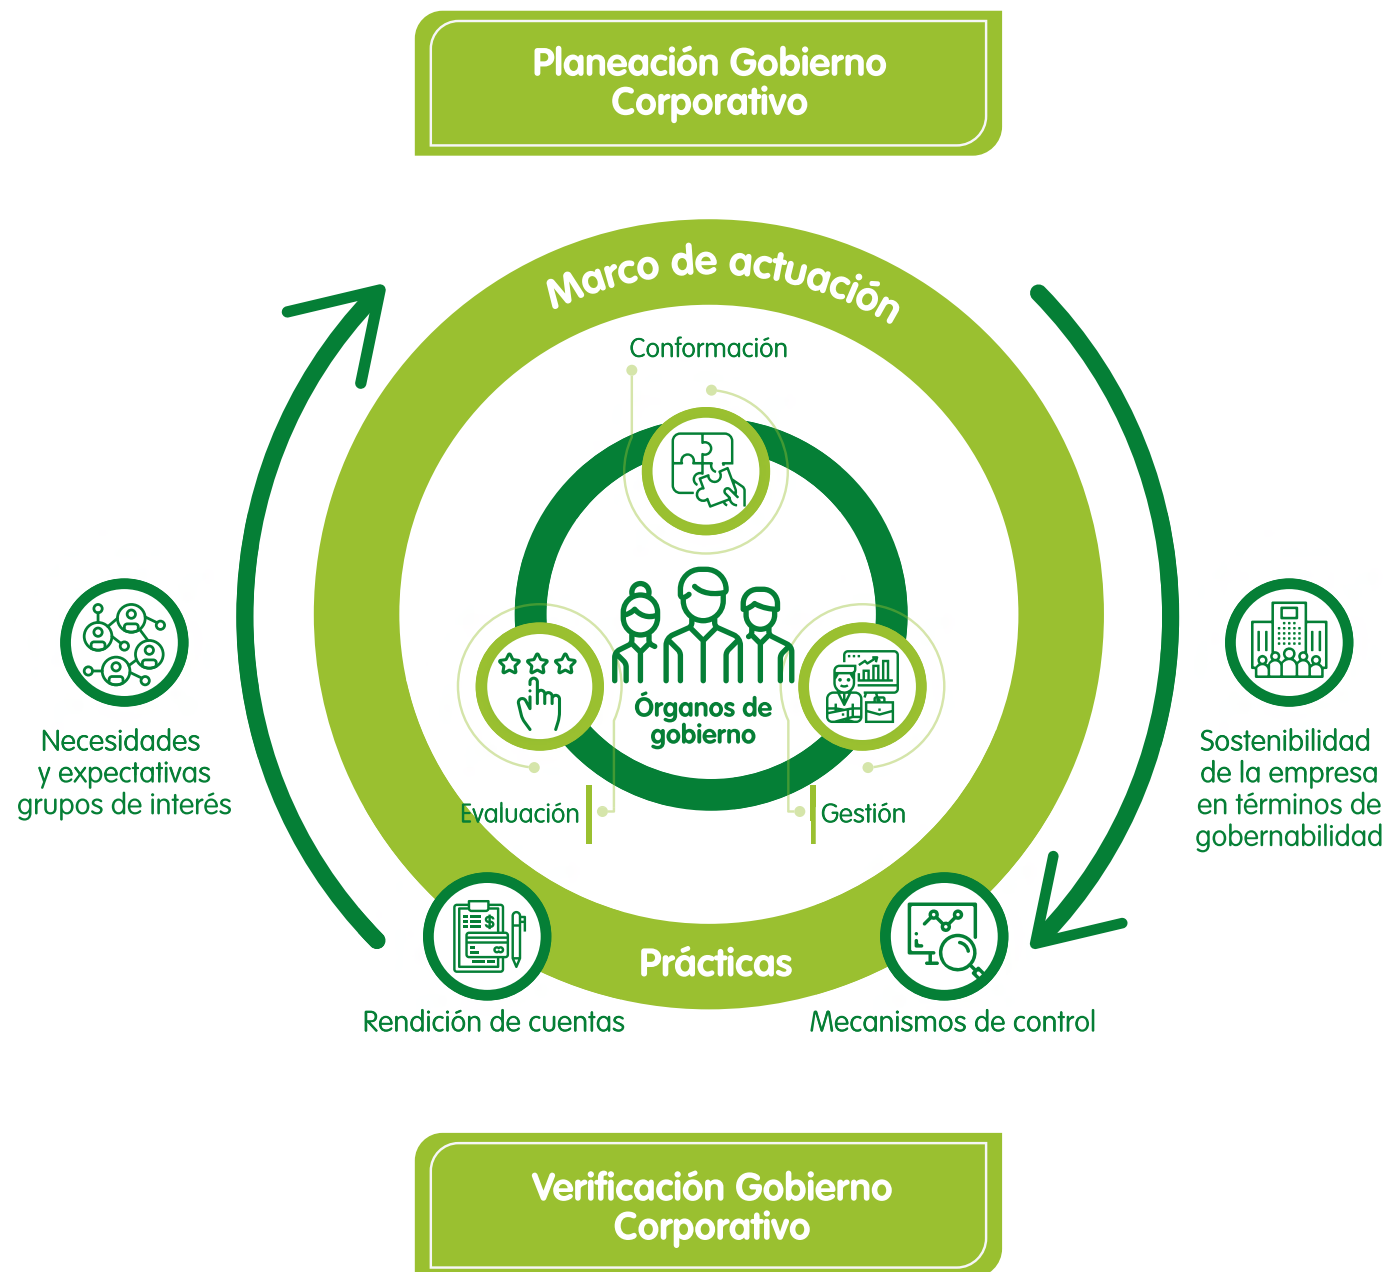 Planeación Gobierno
Corporativo
Marco de actuación
Conformación
Órganos de
gobierno
Necesidades
y expectativas
grupos de interés
Sostenibilidad
de la empresa
en términos de
gobernabilidad
Evaluación
Gestión
Prácticas
Rendición de cuentas
Mecanismos de control
Verificación Gobierno
Corporativo